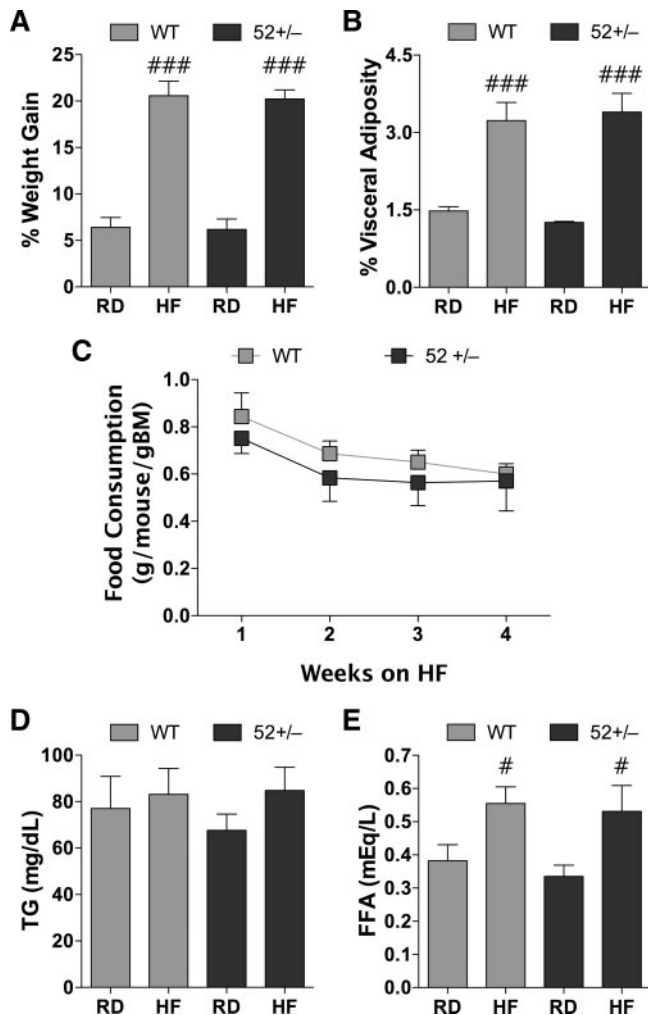 A
WT 52+/−
% Weight Gain
25
20
15
10
5
0
### ###
RD HF RD HF
B
WT 52+/−
% Visceral Adiposity
4.5
3.0
1.5
0.0
### ###
RD HF RD HF
C
WT 52 +/−
Food Consumption
(g/mouse/gBM)
1.0
0.8
0.6
0.4
0.2
0.0
1 2 3 4
Weeks on HF
D
WT 52+/−
TG (mg/dL)
100
80
60
40
20
0
RD HF RD HF
E
WT 52+/−
FFA (mEq/L)
0.7
0.6
0.5
0.4
0.3
0.2
0.1
0.0
# #
RD HF RD HF